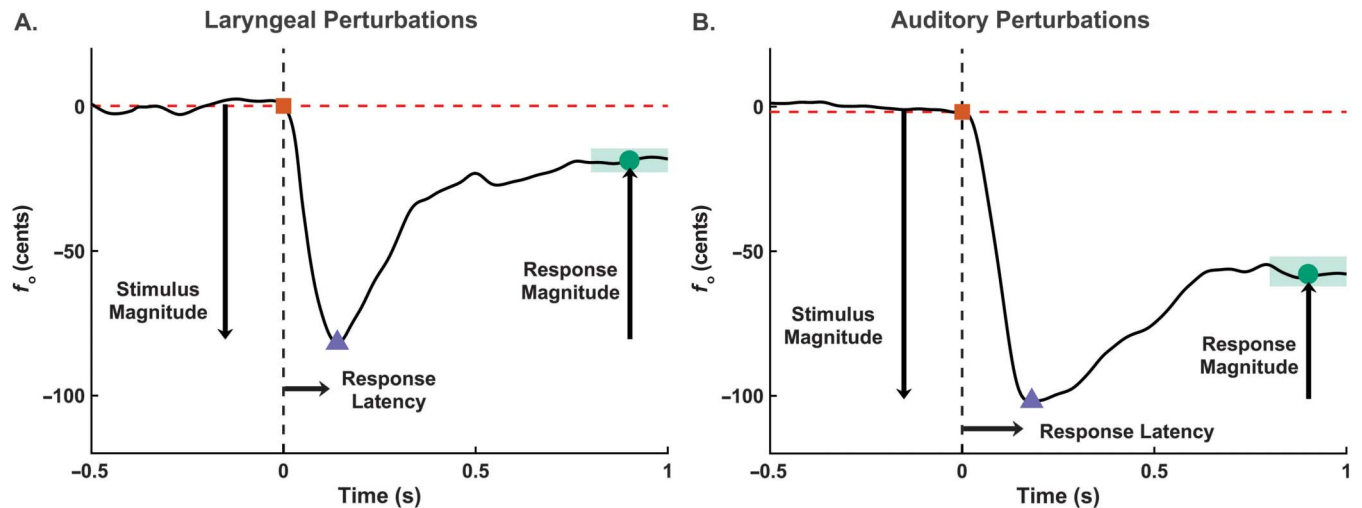 A.
Laryngeal Perturbations
0
−50
−100
fo (cents)
Stimulus
Magnitude
Response
Latency
Response
Magnitude
−0.5
0
0.5
1
Time (s)
B.
Auditory Perturbations
0
−50
−100
fo (cents)
Stimulus
Magnitude
Response
Magnitude
Response Latency
−0.5
0
0.5
1
Time (s)